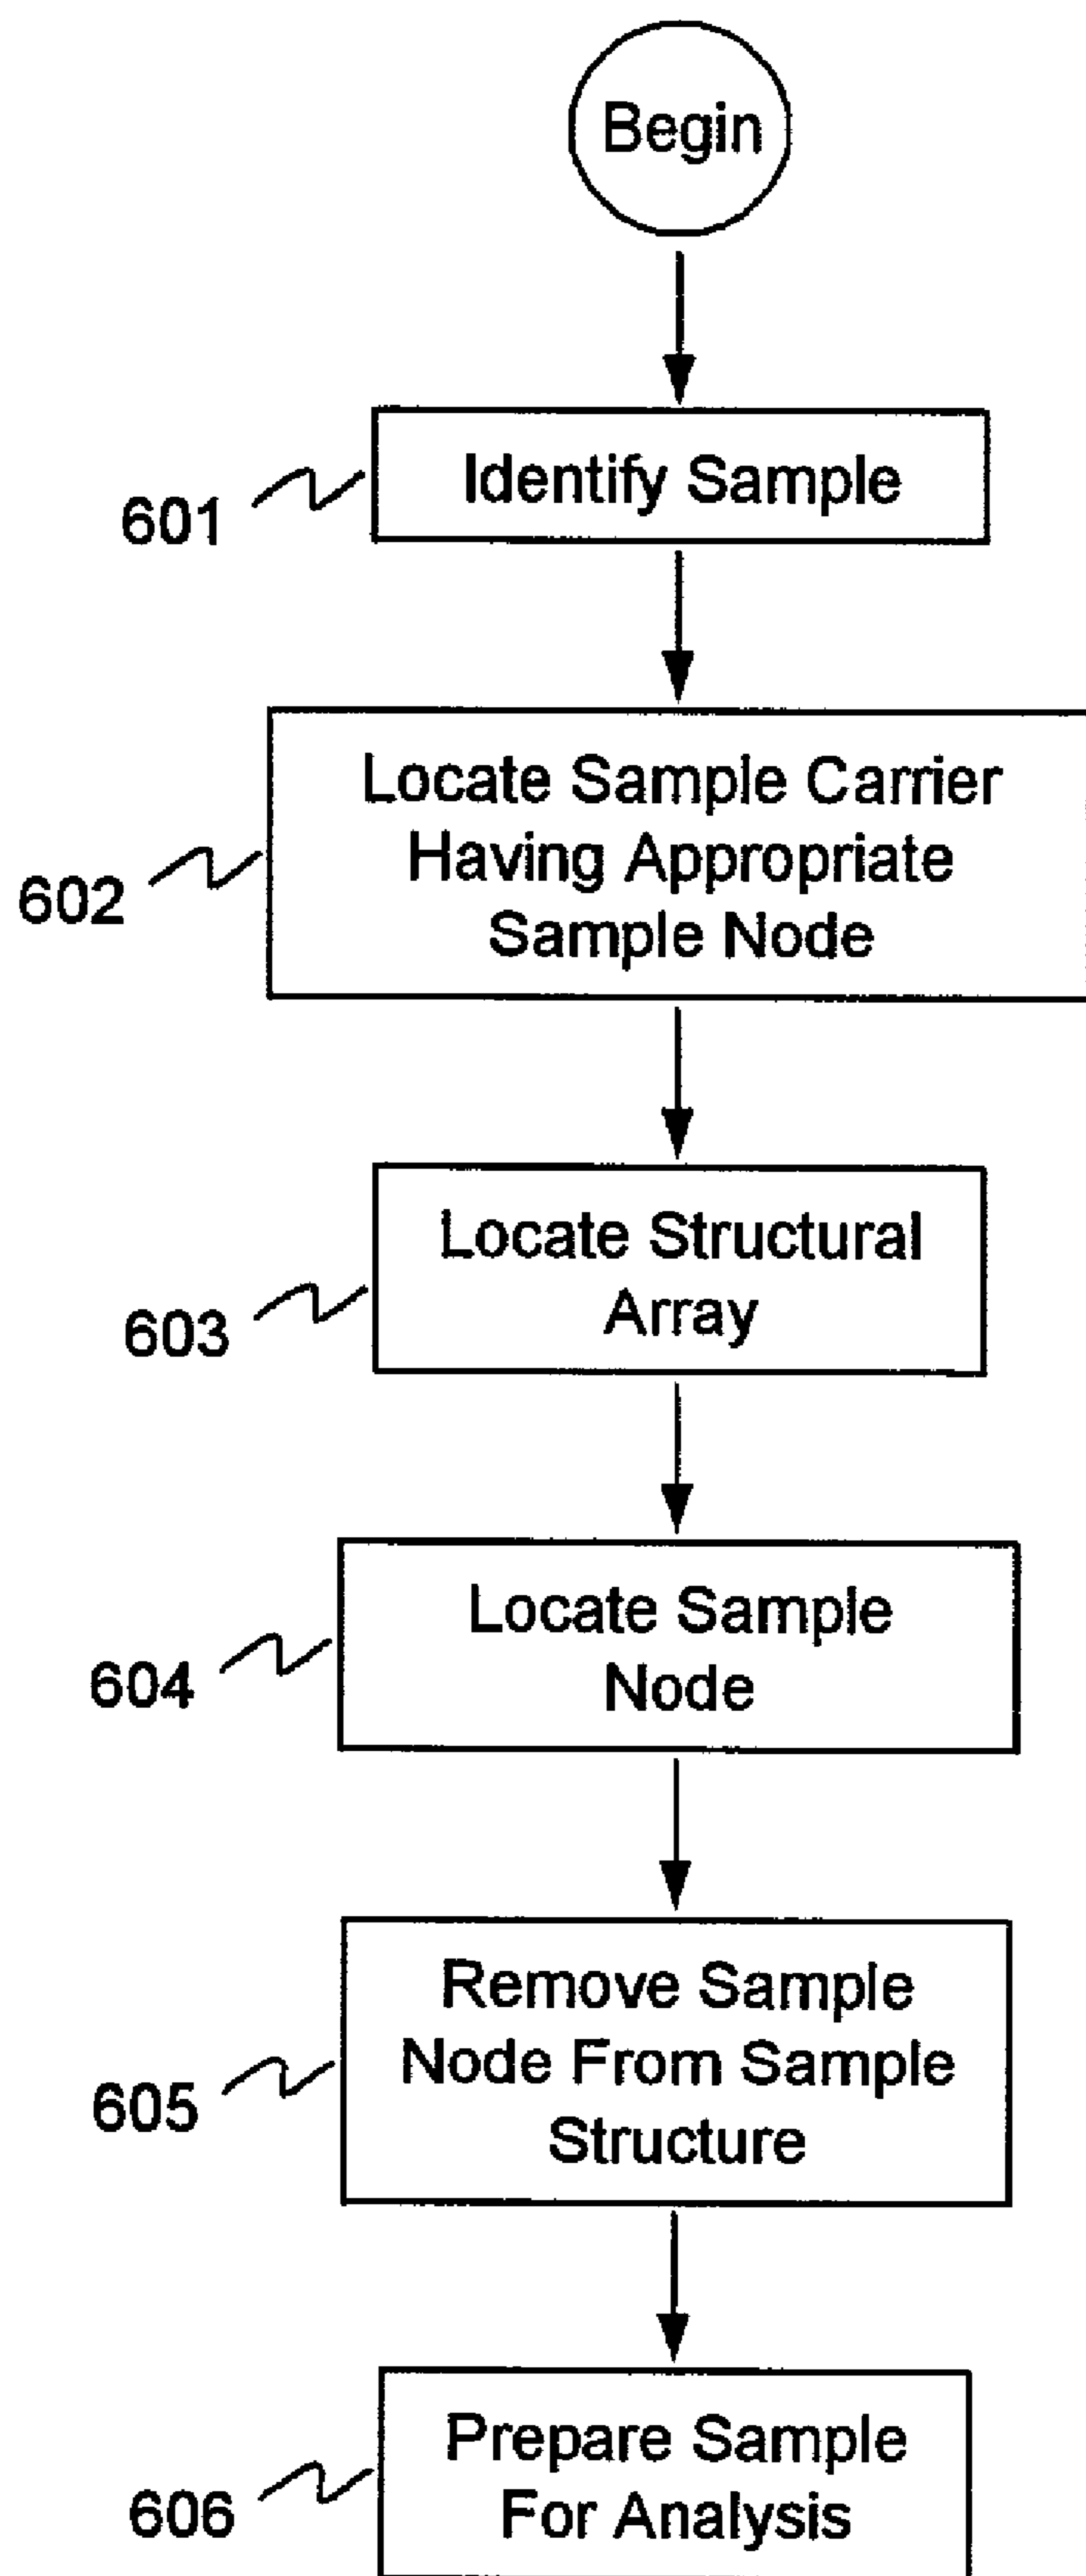 Begin
601
Identify Sample
602
Locate Sample Carrier
Having Appropriate
Sample Node
603
Locate Structural
Array
604
Locate Sample
Node
605
Remove Sample
Node From Sample
Structure
606
Prepare Sample
For Analysis